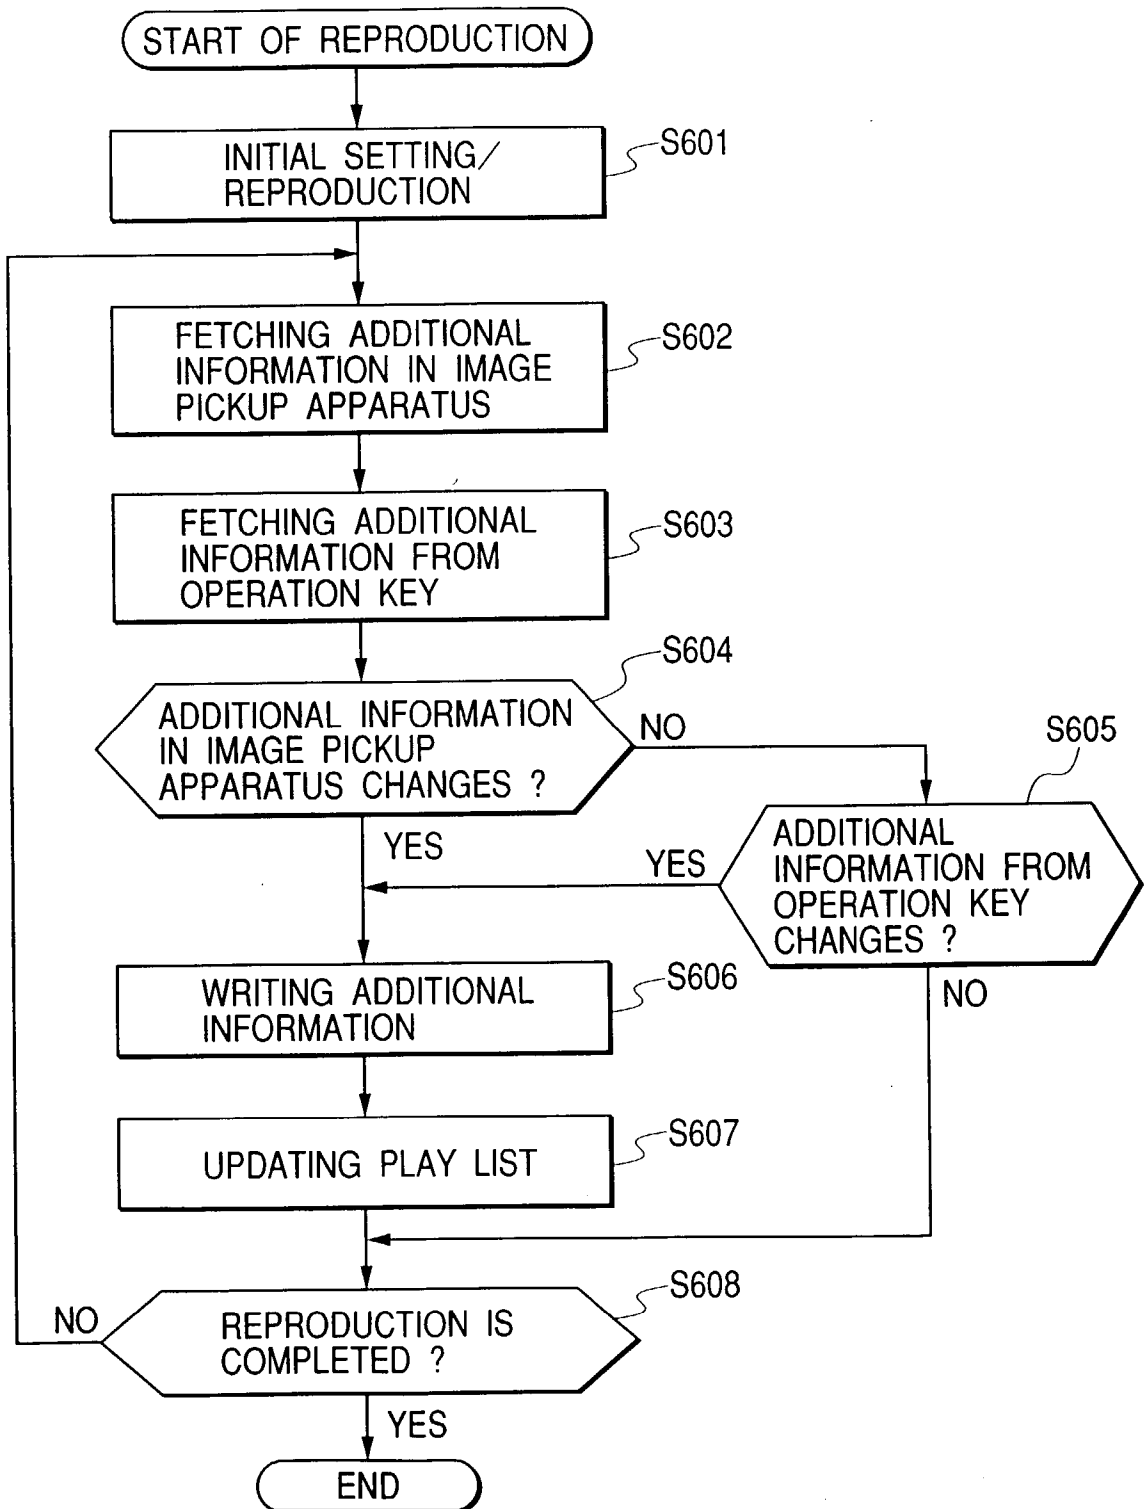 START OF REPRODUCTION
INITIAL SETTING/
REPRODUCTION
S601
FETCHING ADDITIONAL
INFORMATION IN IMAGE
PICKUP APPARATUS
S602
FETCHING ADDITIONAL
INFORMATION FROM
OPERATION KEY
S603
S604
ADDITIONAL INFORMATION
IN IMAGE PICKUP
APPARATUS CHANGES ?
NO
YES
S605
ADDITIONAL
INFORMATION FROM
OPERATION KEY
CHANGES ?
YES
NO
WRITING ADDITIONAL
INFORMATION
S606
UPDATING PLAY LIST
S607
S608
REPRODUCTION IS
COMPLETED ?
NO
YES
END